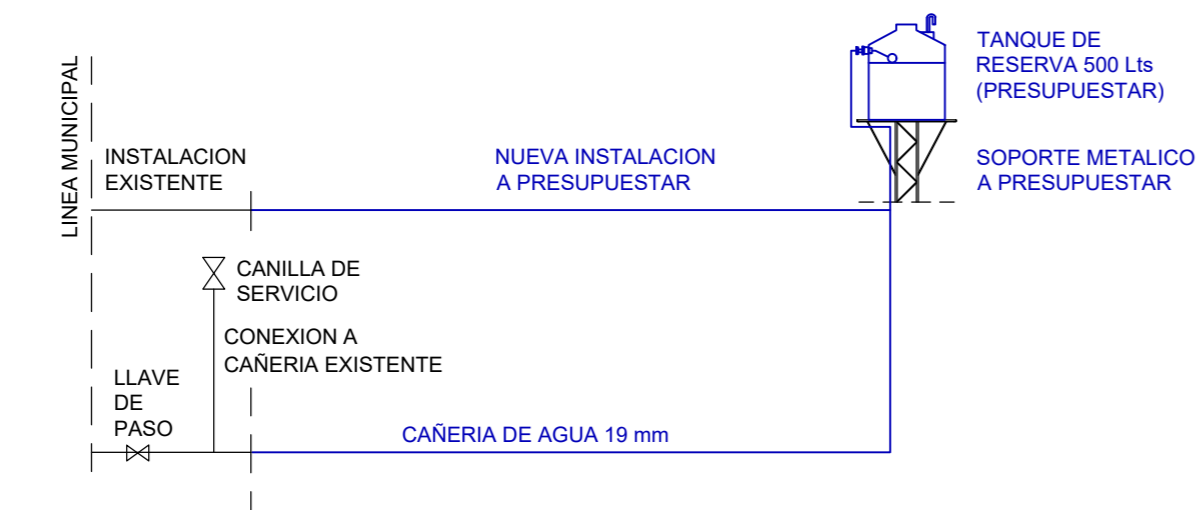 TANQUE DE
RESERVA 500 Lts
(PRESUPUESTAR)
LINEA MUNICIPAL
INSTALACION
EXISTENTE
NUEVA INSTALACION
A PRESUPUESTAR
SOPORTE METALICO
A PRESUPUESTAR
CANILLA DE
SERVICIO
CONEXION A
CAÑERIA EXISTENTE
LLAVE
DE
PASO
CAÑERIA DE AGUA 19 mm